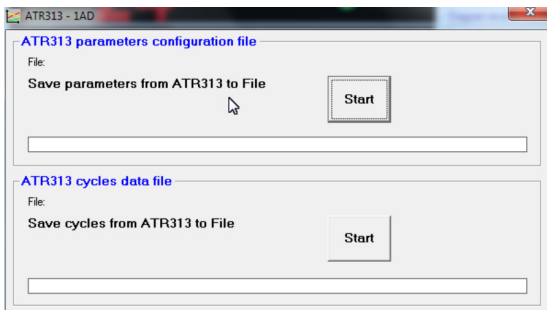 ATR313 - 1AD
ATR313 parameters configuration file
File:
Save parameters from ATR313 to File
Start
ATR313 cycles data file
File:
Save cycles from ATR313 to File
Start